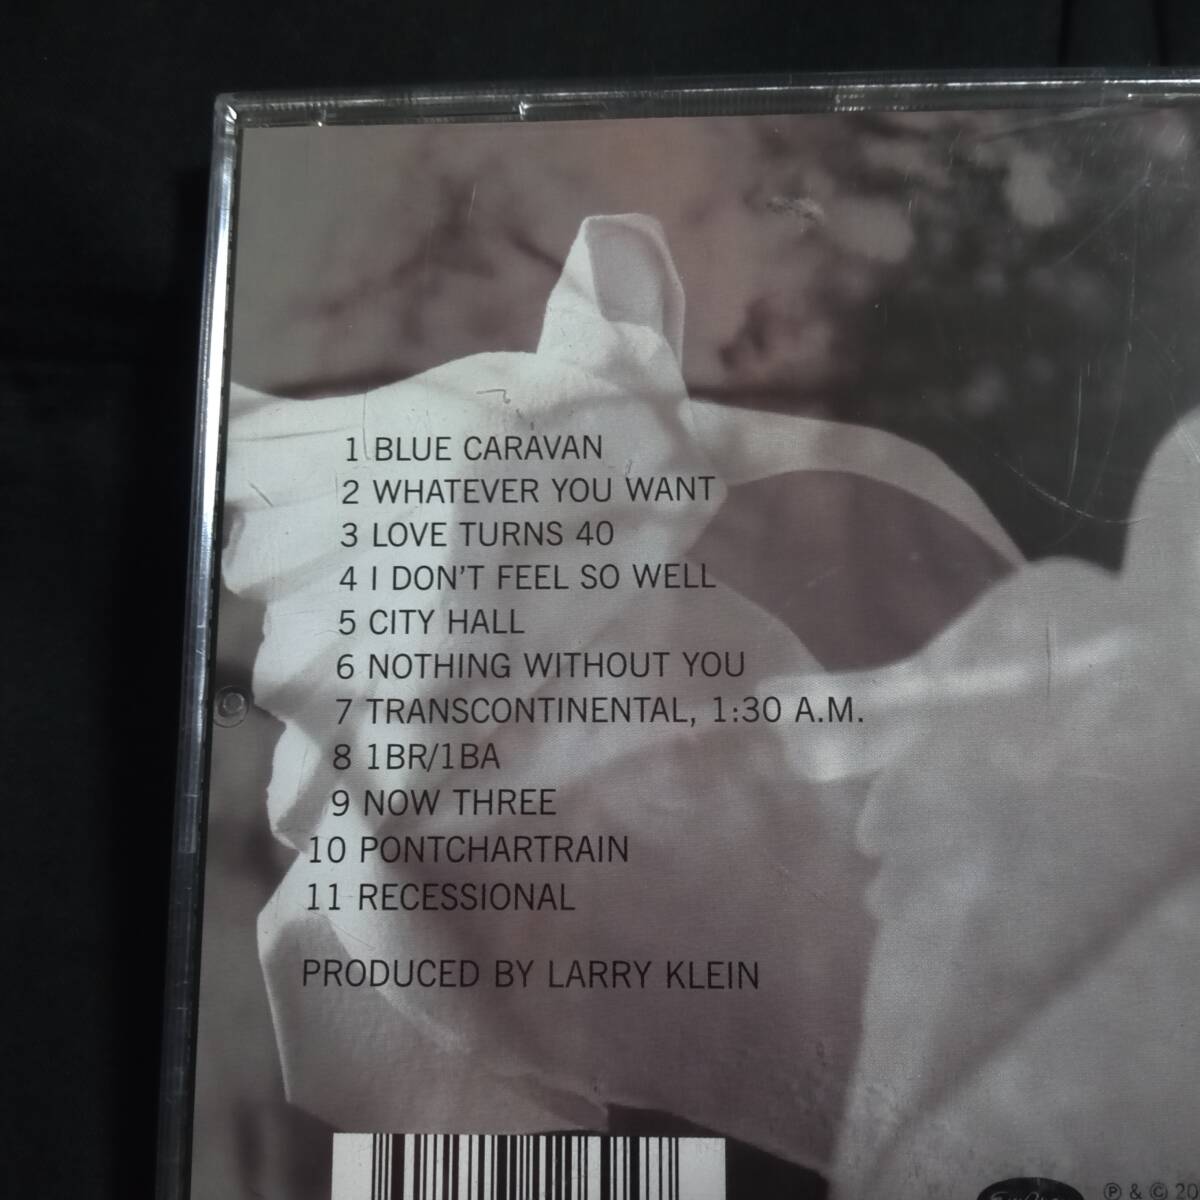 1 BLUE CARAVAN
2 WHATEVER YOU WANT
3 LOVE TURNS 40
4 I DON'T FEEL SO WELL
5 CITY HALL
6 NOTHING WITHOUT YOU
7 TRANSCONTINENTAL, 1:30 A.M.
8 1BR/1BA
9 NOW THREE
10 PONTCHARTRAIN
11 RECESSIONAL
PRODUCED BY LARRY KLEIN
℗ & © 20